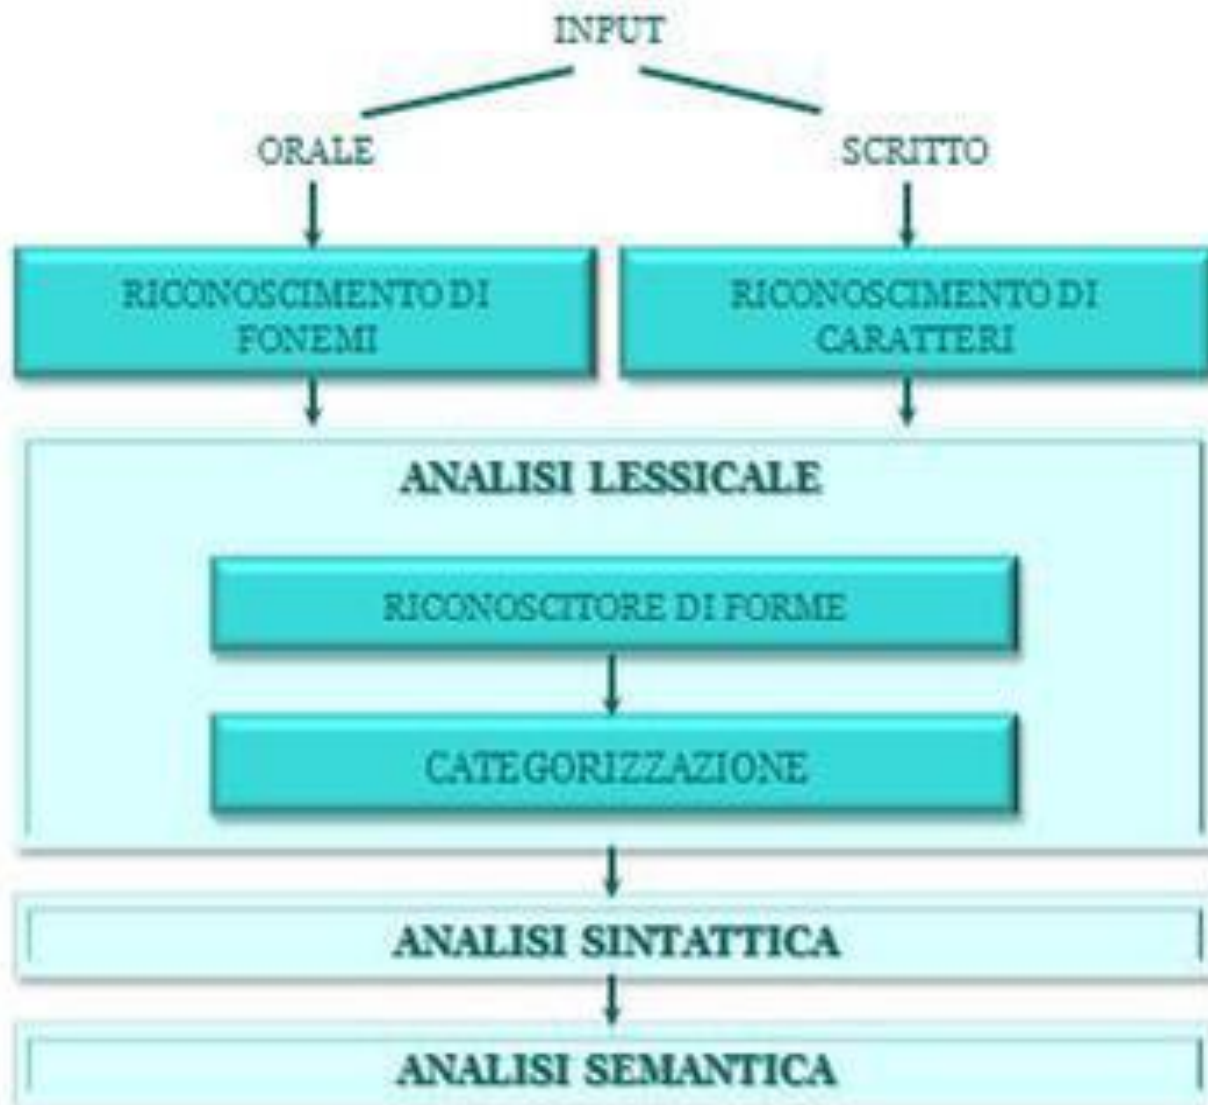 INPUT
ORALE
SCRITTO
RICONOSCIMENTO DI
FONEMI
RICONOSCIMENTO DI
CARATTERI
ANALISI LESSICALE
RICONOSCITORE DI FORME
CATEGORIZZAZIONE
ANALISI SINTATTICA
ANALISI SEMANTICA